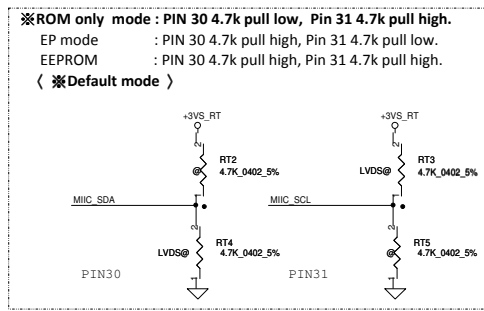 ※ROM only mode : PIN 30 4.7k pull low, Pin 31 4.7k pull high.
EP mode : PIN 30 4.7k pull high, Pin 31 4.7k pull low.
EEPROM : PIN 30 4.7k pull high, Pin 31 4.7k pull high.
〈 ※Default mode 〉
+3VS_RT +3VS_RT
2 2
RT2 RT3
@ 4.7K_0402_5% LVDS@ 4.7K_0402_5%
1 1
MIIC_SDA MIIC_SCL
2 2
RT4 RT5
LVDS@ 4.7K_0402_5% @ 4.7K_0402_5%
PIN30 PIN31
1 1